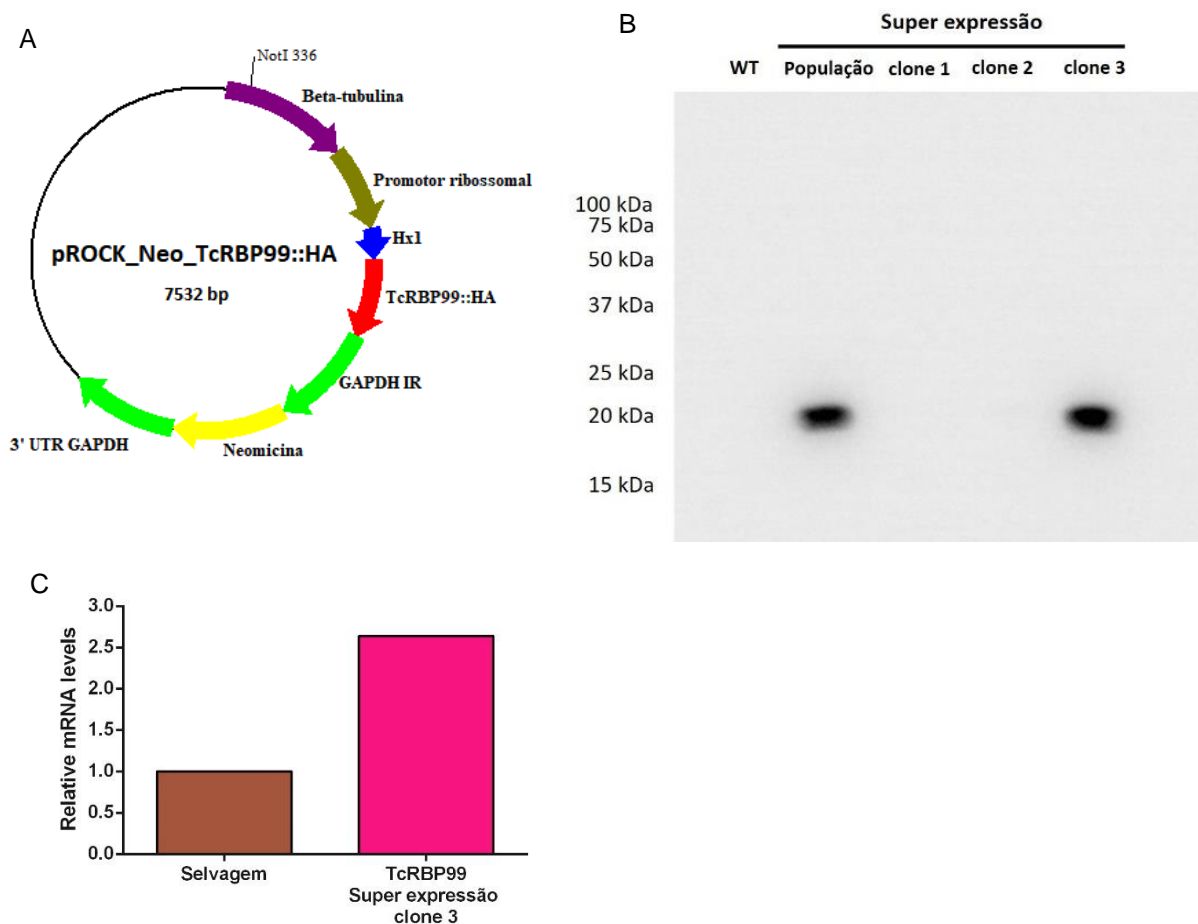 A
NotI 336
Beta-tubulina
Promotor ribossomal
Hx1
pROCK_Neo_TcRBP99::HA
7532 bp
TcRBP99::HA
GAPDH IR
Neomicina
3' UTR GAPDH
B
Super expressão
WT População clone 1 clone 2 clone 3
100 kDa
75 kDa
50 kDa
37 kDa
25 kDa
20 kDa
15 kDa
C
Relative mRNA levels
3.0
2.5
2.0
1.5
1.0
0.5
0.0
Selvagem
TcRBP99
Super expressão
clone 3